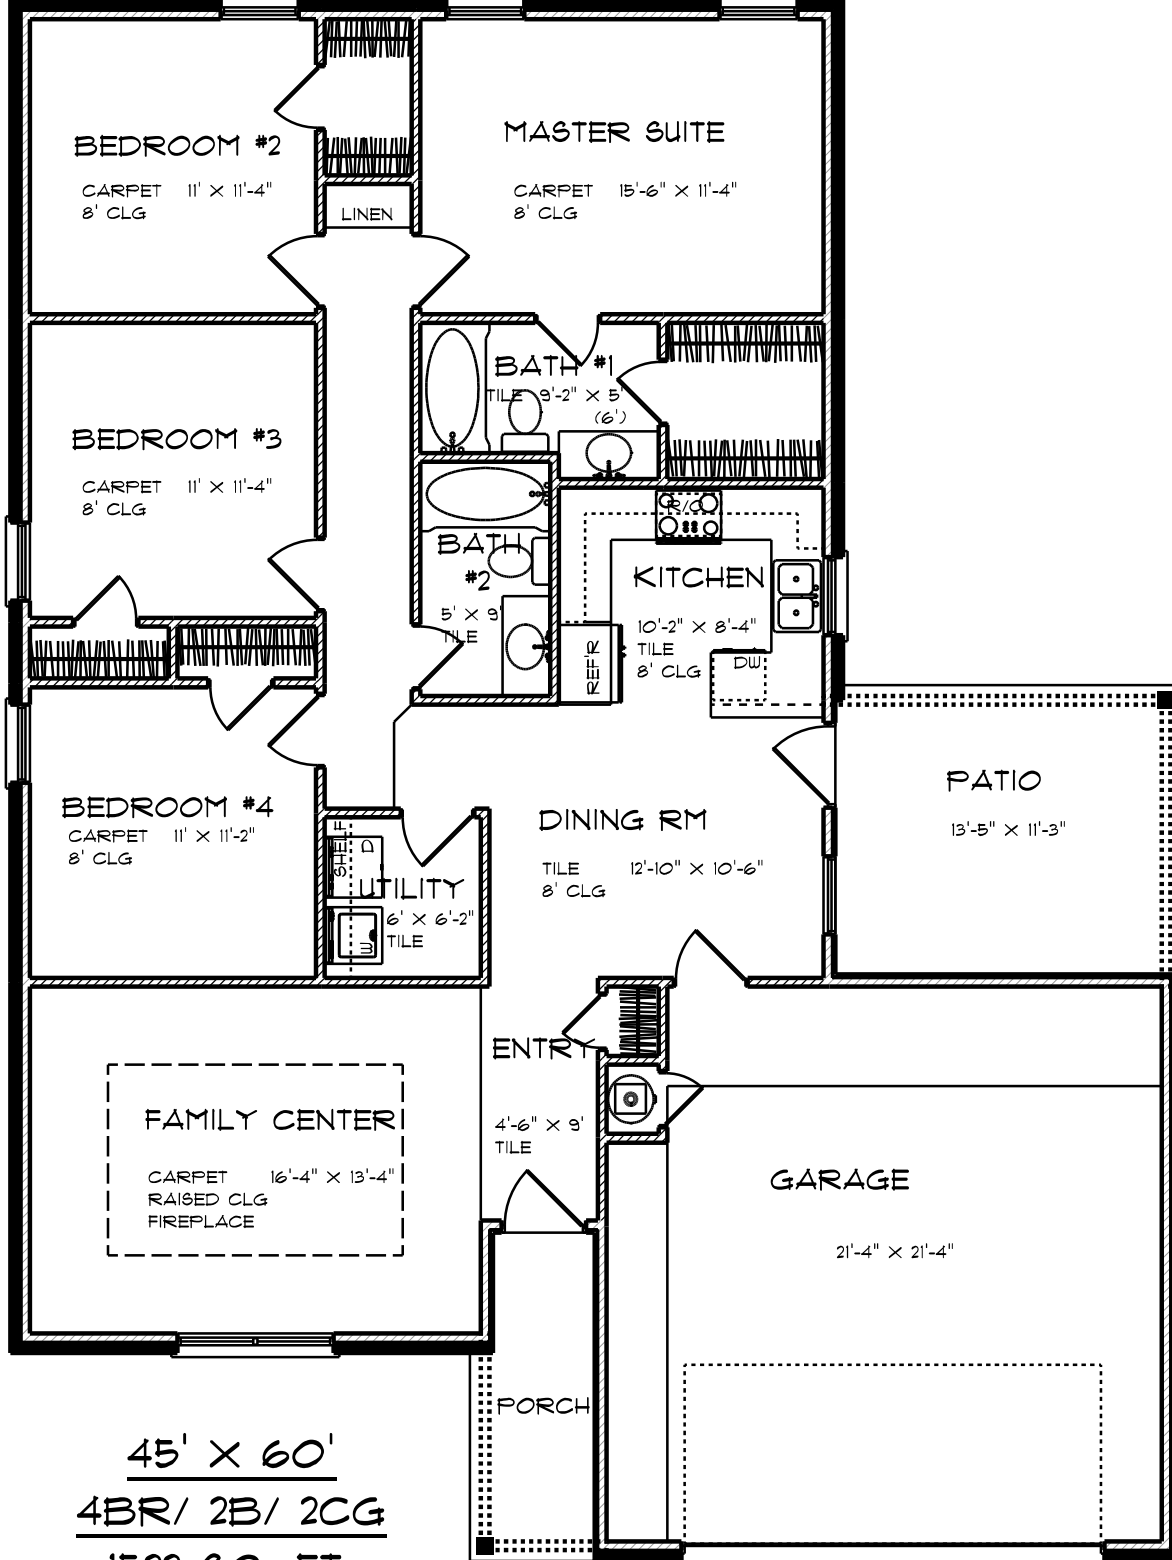 BEDROOM #2
CARPET 11' X 11'-4"
8' CLG
LINEN
MASTER SUITE
CARPET 15'-6" X 11'-4"
8' CLG
BATH #1
TILE 9'-2" X 5'
(6')
BEDROOM #3
CARPET 11' X 11'-4"
8' CLG
BATH
#2
5' X 9'
TILE
R/O
KITCHEN
10'-2" X 8'-4"
TILE
8' CLG
REFR
DW
BEDROOM #4
CARPET 11' X 11'-2"
8' CLG
SHELF
D
UTILITY
6' X 6'-2"
TILE
W
DINING RM
TILE 12'-10" X 10'-6"
8' CLG
PATIO
13'-5" X 11'-3"
ENTRY
4'-6" X 9'
TILE
FAMILY CENTER
CARPET 16'-4" X 13'-4"
RAISED CLG
FIREPLACE
GARAGE
21'-4" X 21'-4"
PORCH
45' X 60'
4BR/ 2B/ 2CG